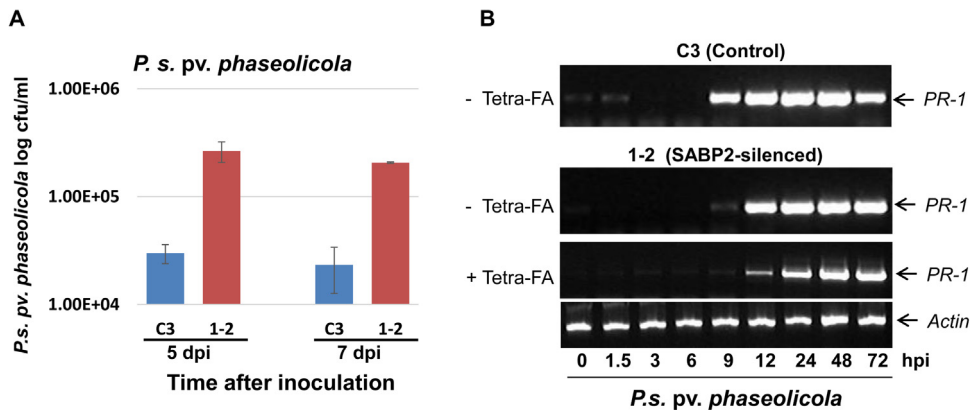 A
P. s. pv. phaseolicola
P.s. pv. phaseolicola log cfu/ml
1.00E+06
1.00E+05
1.00E+04
C3 1-2 C3 1-2
5 dpi 7 dpi
Time after inoculation
B
C3 (Control)
- Tetra-FA PR-1
1-2 (SABP2-silenced)
- Tetra-FA PR-1
+ Tetra-FA PR-1
Actin
0 1.5 3 6 9 12 24 48 72 hpi
P.s. pv. phaseolicola